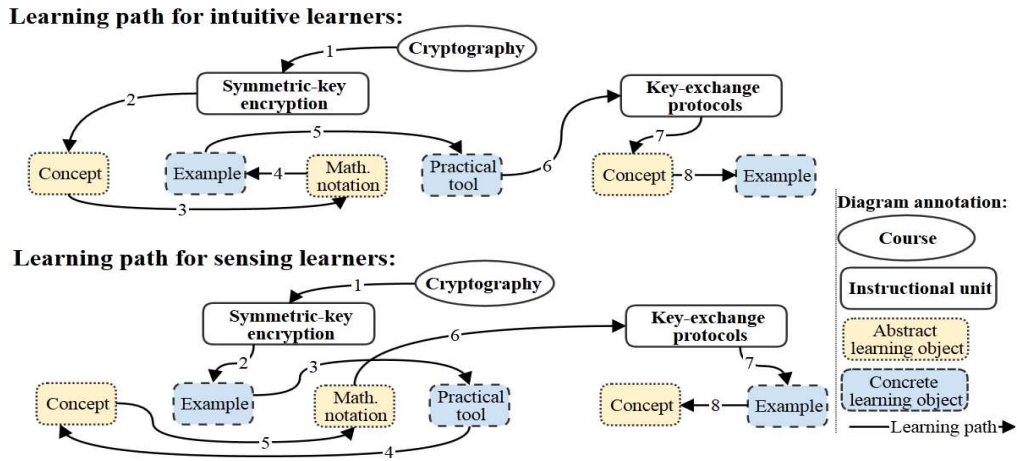 Learning path for intuitive learners:
1
Cryptography
Symmetric-key
encryption
Key-exchange
protocols
2
5
7
Concept
Example
4
Math.
notation
Practical
tool
6
Concept
8
Example
3
Diagram annotation:
Course
Learning path for sensing learners:
1
Cryptography
Instructional unit
Symmetric-key
encryption
Key-exchange
protocols
6
2
3
7
Abstract
learning object
Concept
Example
Math.
notation
Practical
tool
Concept
8
Example
Concrete
learning object
5
4
Learning path